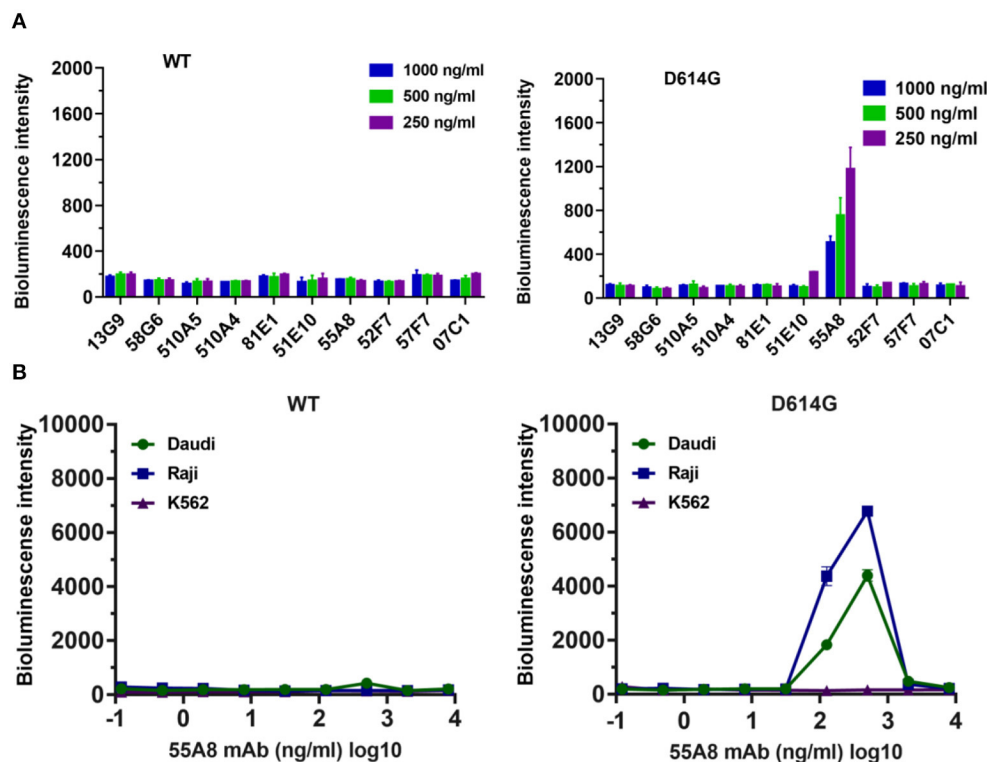 A
WT
Bioluminescence intensity
2000
1600
1200
800
400
0
1000 ng/ml
500 ng/ml
250 ng/ml
13G9
58G6
510A5
510A4
81E1
51E10
55A8
52F7
57F7
07C1
D614G
Bioluminescence intensity
2000
1600
1200
800
400
0
1000 ng/ml
500 ng/ml
250 ng/ml
13G9
58G6
510A5
510A4
81E1
51E10
55A8
52F7
57F7
07C1
B
WT
Bioluminescense intensity
10000
8000
6000
4000
2000
0
Daudi
Raji
K562
-1 0 1 2 3 4
55A8 mAb (ng/ml) log10
D614G
Bioluminescense intensity
10000
8000
6000
4000
2000
0
Daudi
Raji
K562
-1 0 1 2 3 4
55A8 mAb (ng/ml) log10